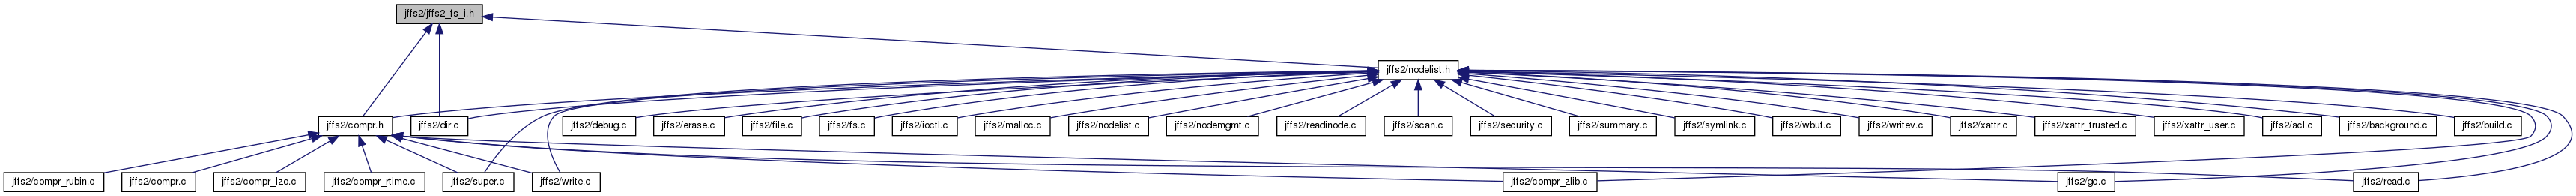 jffs2/jffs2_fs_i.h
jffs2/nodelist.h
jffs2/compr.h
jffs2/dir.c
jffs2/debug.c
jffs2/erase.c
jffs2/file.c
jffs2/fs.c
jffs2/ioctl.c
jffs2/malloc.c
jffs2/nodelist.c
jffs2/nodemgmt.c
jffs2/readinode.c
jffs2/scan.c
jffs2/security.c
jffs2/summary.c
jffs2/symlink.c
jffs2/wbuf.c
jffs2/writev.c
jffs2/xattr.c
jffs2/xattr_trusted.c
jffs2/xattr_user.c
jffs2/acl.c
jffs2/background.c
jffs2/build.c
jffs2/compr_rubin.c
jffs2/compr.c
jffs2/compr_lzo.c
jffs2/compr_rtime.c
jffs2/super.c
jffs2/write.c
jffs2/compr_zlib.c
jffs2/gc.c
jffs2/read.c